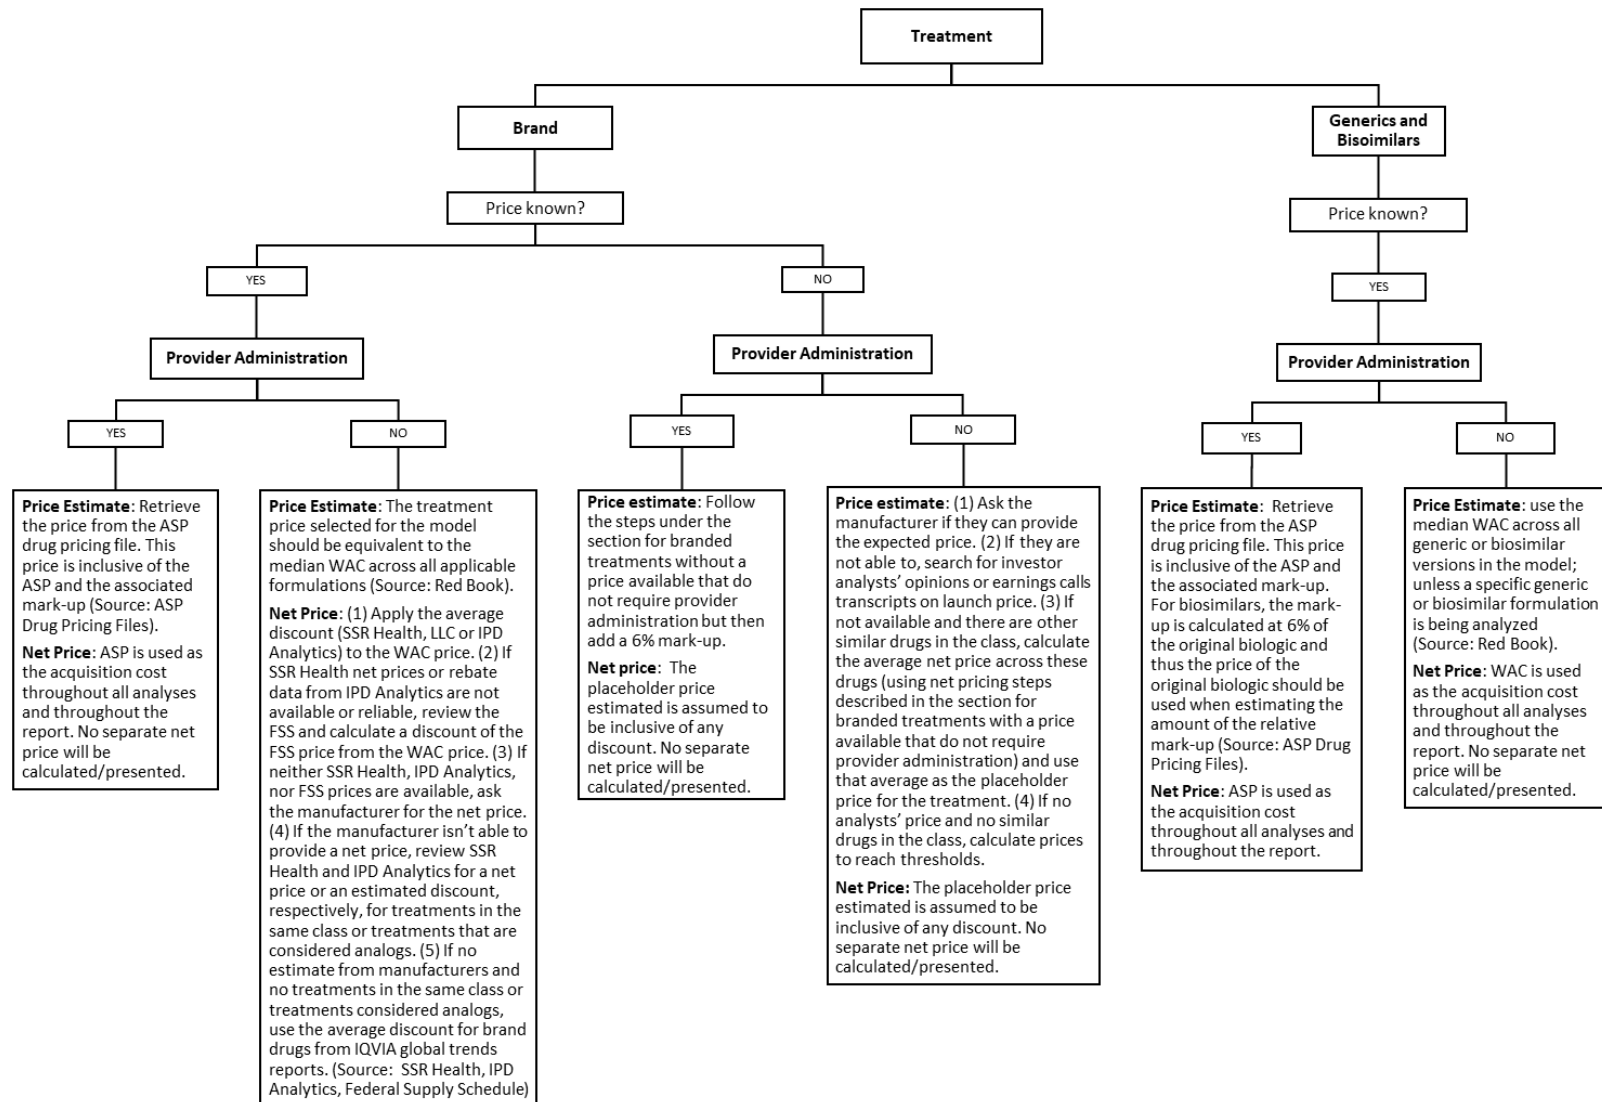 Treatment
Brand
Generics and
Bisoimilars
Price known?
Price known?
YES
NO
YES
Provider Administration
Provider Administration
Provider Administration
YES
NO
YES
NO
YES
NO
Price Estimate: Retrieve
the price from the ASP
drug pricing file. This
price is inclusive of the
ASP and the associated
mark-up (Source: ASP
Drug Pricing Files).
Net Price: ASP is used as
the acquisition cost
throughout all analyses
and throughout the
report. No separate net
price will be
calculated/presented.
Price Estimate: The treatment
price selected for the model
should be equivalent to the
median WAC across all applicable
formulations (Source: Red Book).
Net Price: (1) Apply the average
discount (SSR Health, LLC or IPD
Analytics) to the WAC price. (2) If
SSR Health net prices or rebate
data from IPD Analytics are not
available or reliable, review the
FSS and calculate a discount of the
FSS price from the WAC price. (3) If
neither SSR Health, IPD Analytics,
nor FSS prices are available, ask
the manufacturer for the net price.
(4) If the manufacturer isn't able to
provide a net price, review SSR
Health and IPD Analytics for a net
price or an estimated discount,
respectively, for treatments in the
same class or treatments that are
considered analogs. (5) If no
estimate from manufacturers and
no treatments in the same class or
treatments considered analogs,
use the average discount for brand
drugs from IQVIA global trends
reports. (Source: SSR Health, IPD
Analytics, Federal Supply Schedule)
Price estimate: Follow
the steps under the
section for branded
treatments without a
price available that do
not require provider
administration but then
add a 6% mark-up.
Net price: The
placeholder price
estimated is assumed to
be inclusive of any
discount. No separate
net price will be
calculated/presented.
Price estimate: (1) Ask the
manufacturer if they can provide
the expected price. (2) If they are
not able to, search for investor
analysts' opinions or earnings calls
transcripts on launch price. (3) If
not available and there are other
similar drugs in the class, calculate
the average net price across these
drugs (using net pricing steps
described in the section for
branded treatments with a price
available that do not require
provider administration) and use
that average as the placeholder
price for the treatment. (4) If no
analysts' price and no similar
drugs in the class, calculate prices
to reach thresholds.
Net Price: The placeholder price
estimated is assumed to be
inclusive of any discount. No
separate net price will be
calculated/presented.
Price Estimate: Retrieve
the price from the ASP
drug pricing file. This price
is inclusive of the ASP and
the associated mark-up.
For biosimilars, the mark-
up is calculated at 6% of
the original biologic and
thus the price of the
original biologic should be
used when estimating the
amount of the relative
mark-up (Source: ASP Drug
Pricing Files).
Net Price: ASP is used as
the acquisition cost
throughout all analyses and
throughout the report.
Price Estimate: use the
median WAC across all
generic or biosimilar
versions in the model;
unless a specific generic
or biosimilar formulation
is being analyzed
(Source: Red Book).
Net Price: WAC is used
as the acquisition cost
throughout all analyses
and throughout the
report. No separate net
price will be
calculated/presented.